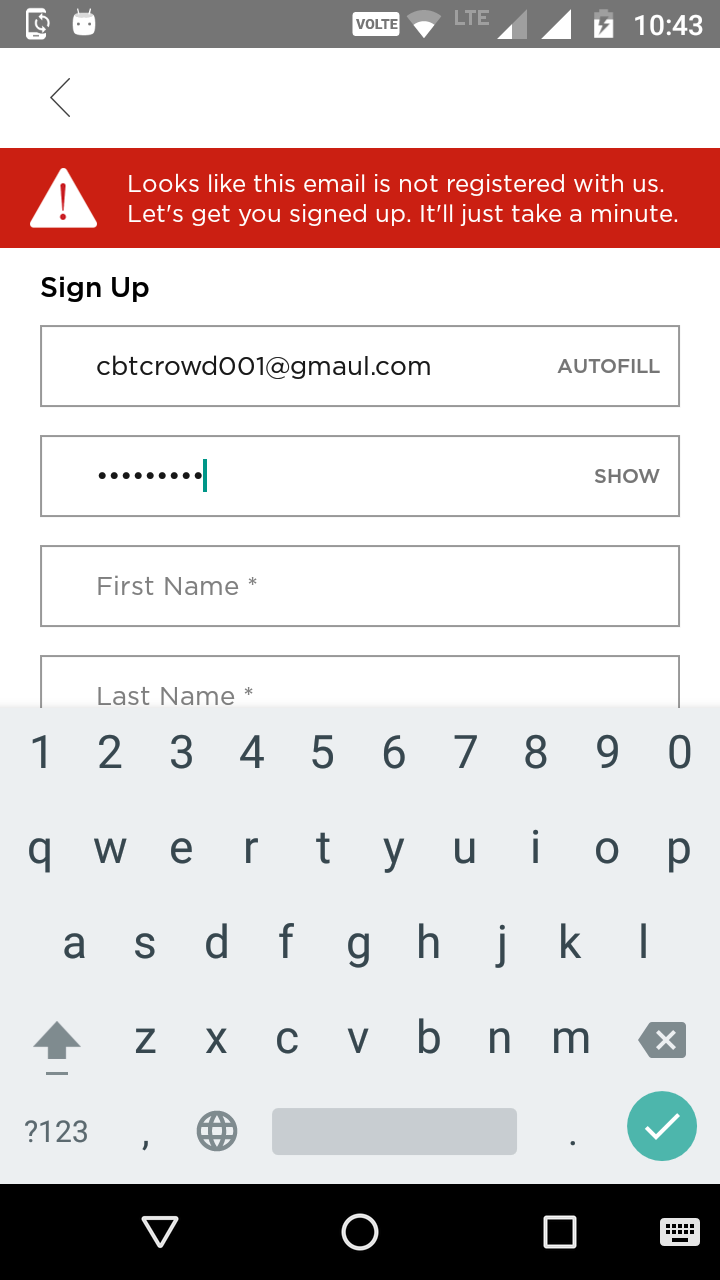 VOLTE LTE 10:43
Looks like this email is not registered with us.
Let's get you signed up. It'll just take a minute.
Sign Up
cbtcrowd001@gmaul.com AUTOFILL
••••••••• SHOW
First Name *
Last Name *
1 2 3 4 5 6 7 8 9 0
q w e r t y u i o p
a s d f g h j k l
z x c v b n m
?123 , .